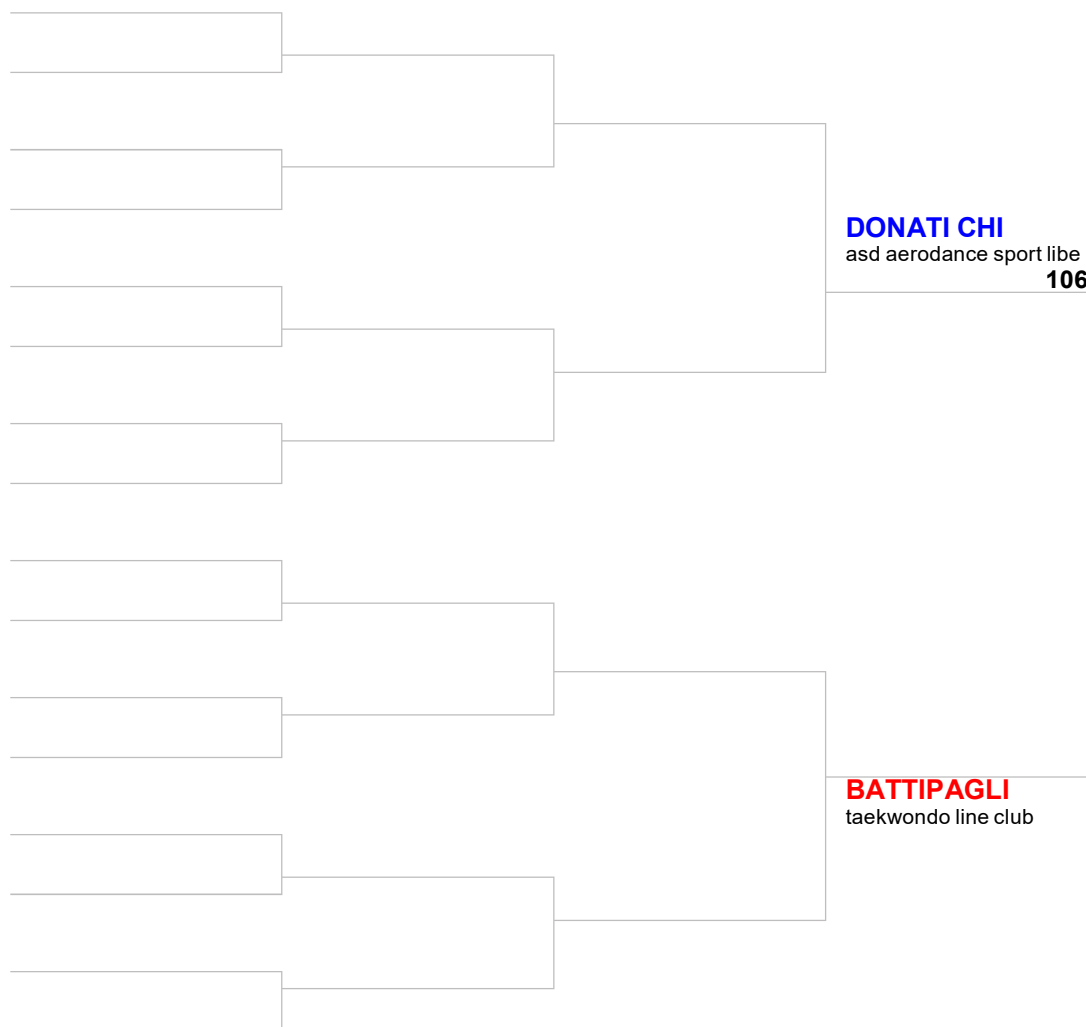 DONATI CHI
asd aerodance sport libe
106
BATTIPAGLI
taekwondo line club